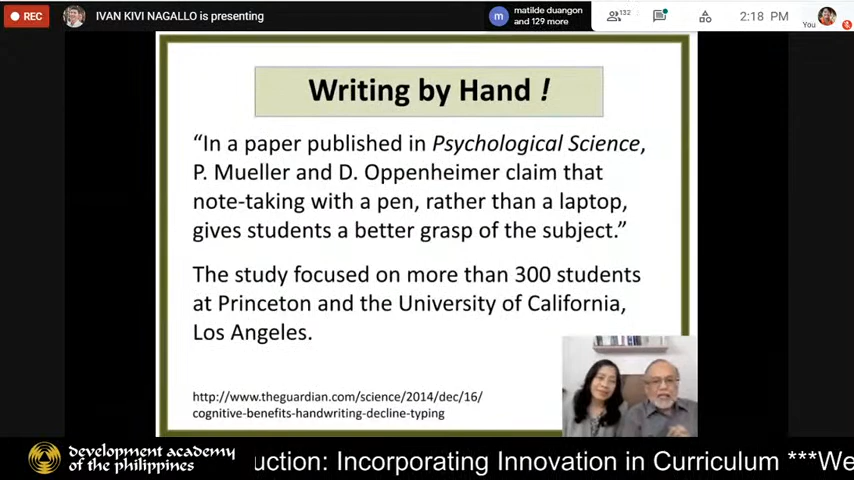 REC
IVAN KIVI NAGALLO is presenting
m
matilde duangon
and 129 more
132
2:18 PM
You
Writing by Hand !
“In a paper published in Psychological Science,
P. Mueller and D. Oppenheimer claim that
note-taking with a pen, rather than a laptop,
gives students a better grasp of the subject.”
The study focused on more than 300 students
at Princeton and the University of California,
Los Angeles.
http://www.theguardian.com/science/2014/dec/16/
cognitive-benefits-handwriting-decline-typing
development academy
of the philippines
uction: Incorporating Innovation in Curriculum ***We